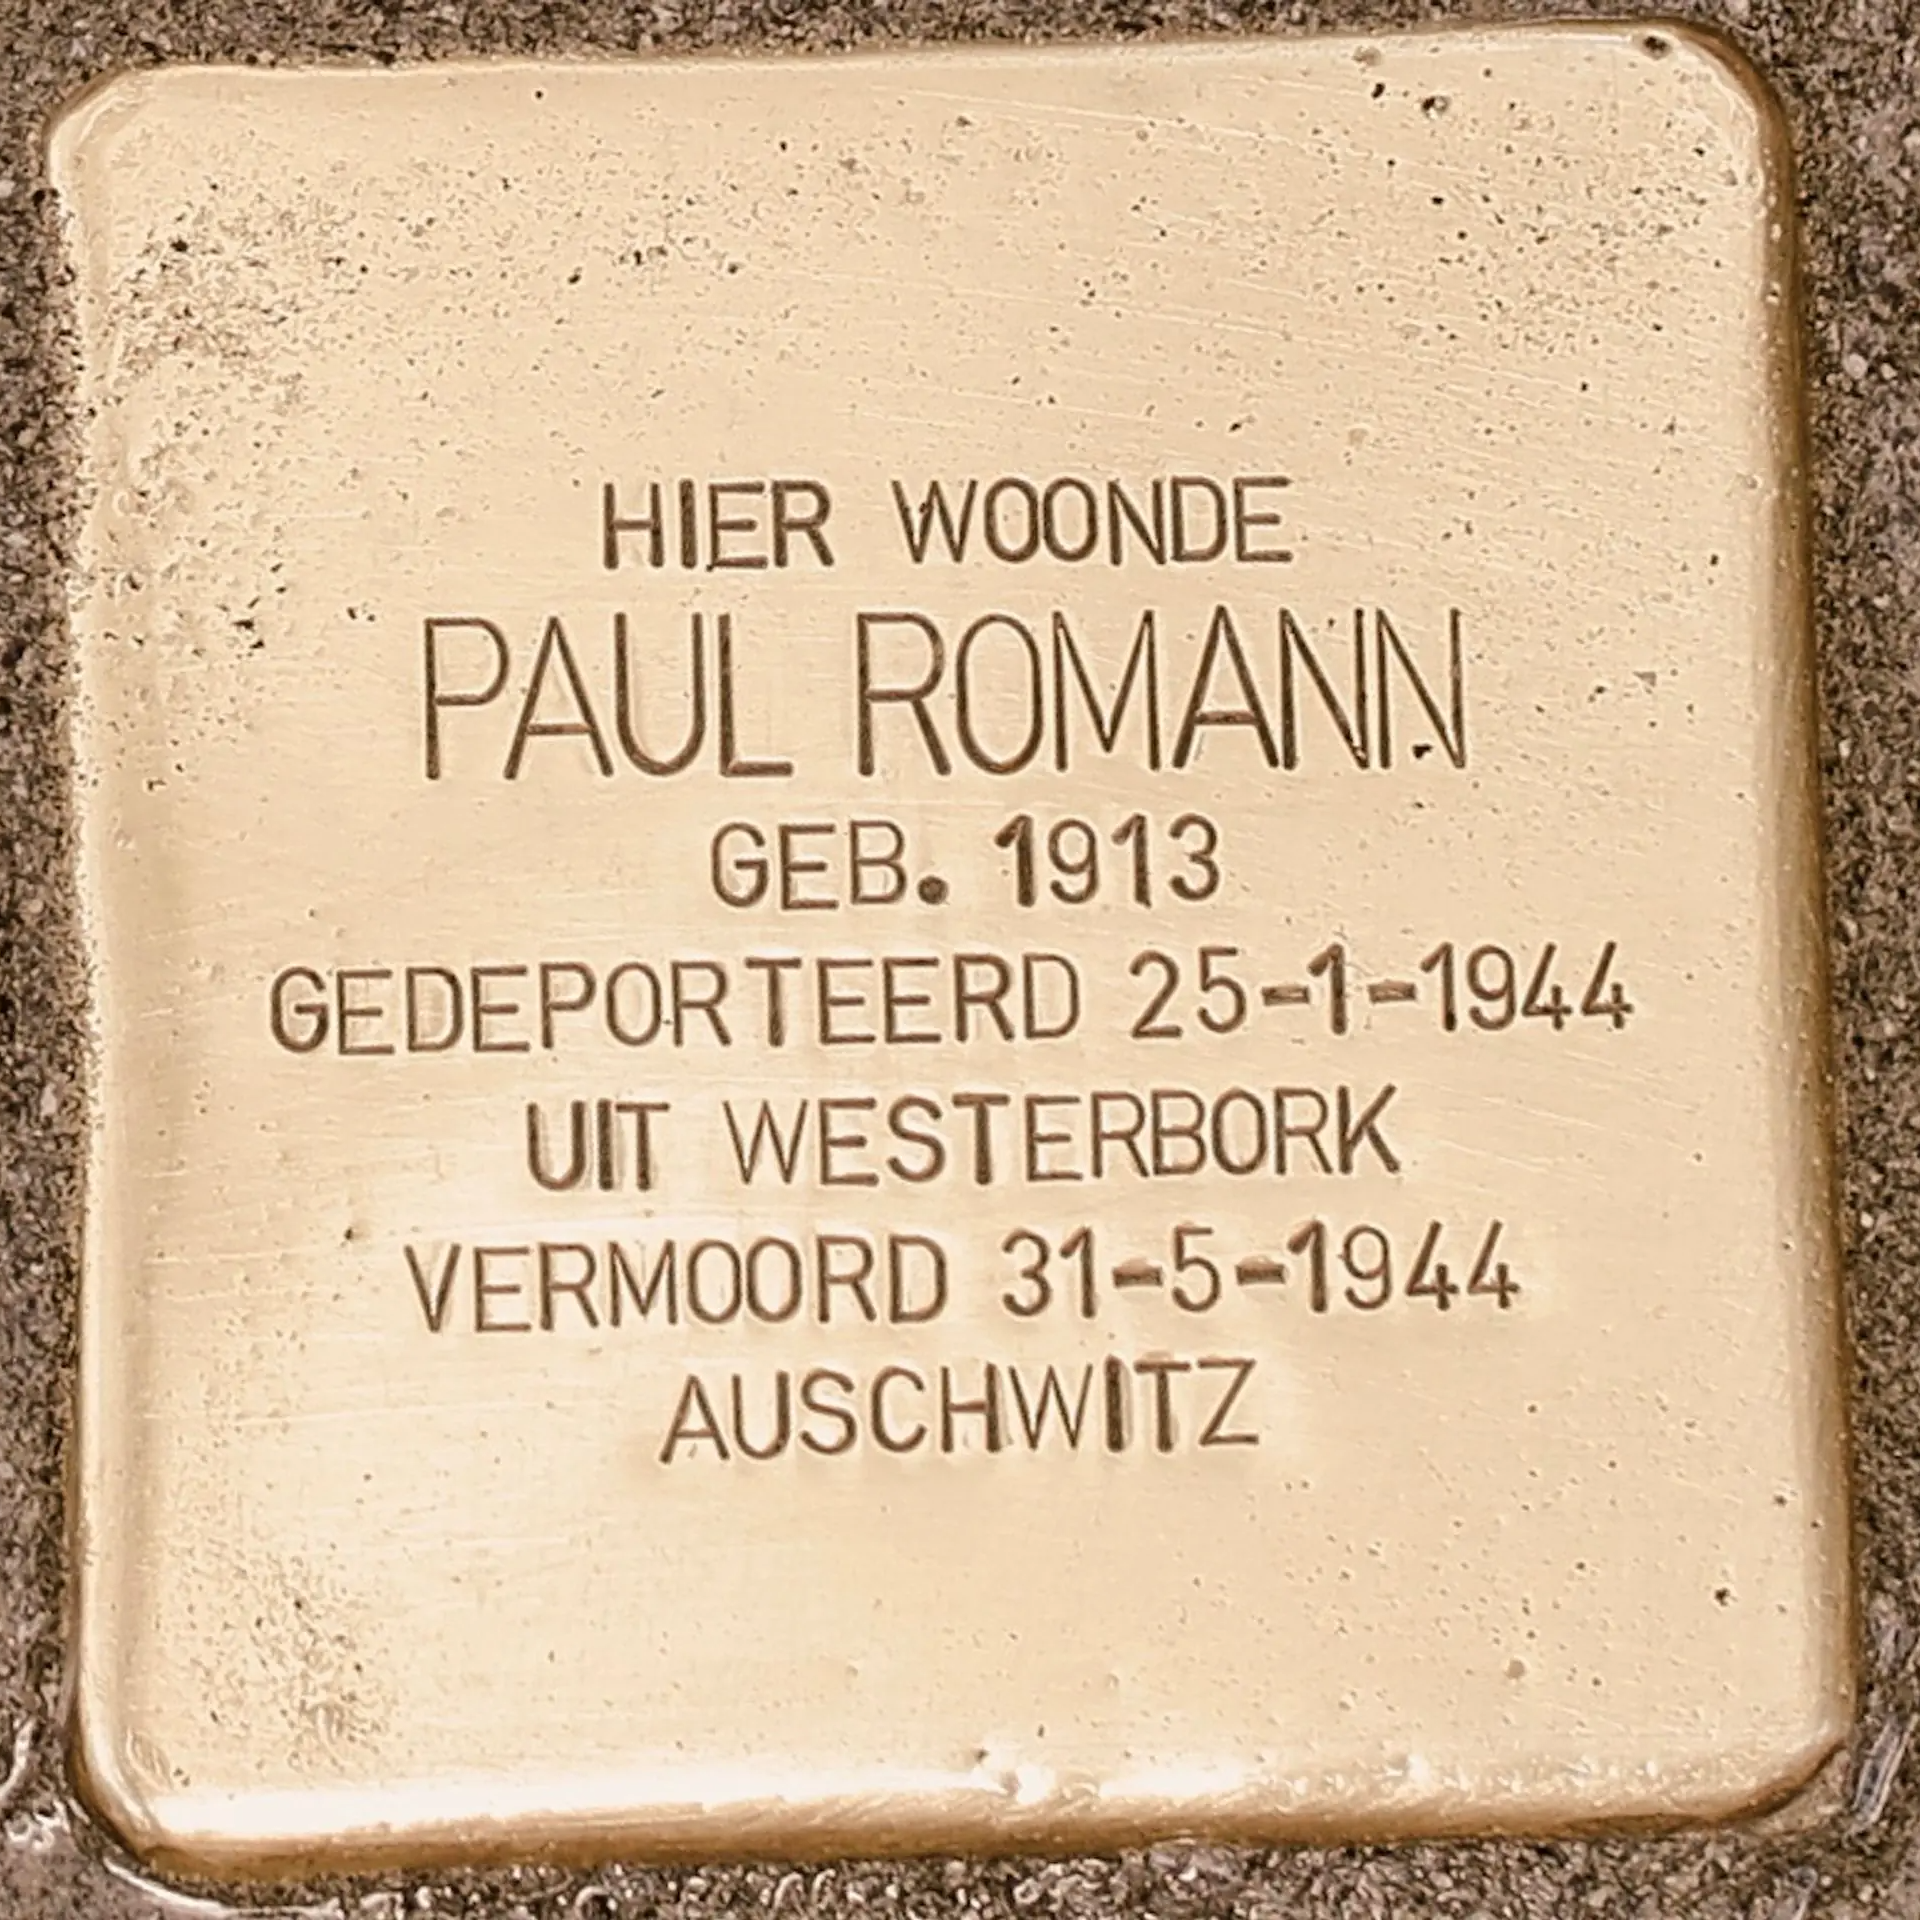 HIER WOONDE
PAUL ROMANN
GEB. 1913
GEDEPORTEERD 25-1-1944
UIT WESTERBORK
VERMOORD 31-5-1944
AUSCHWITZ